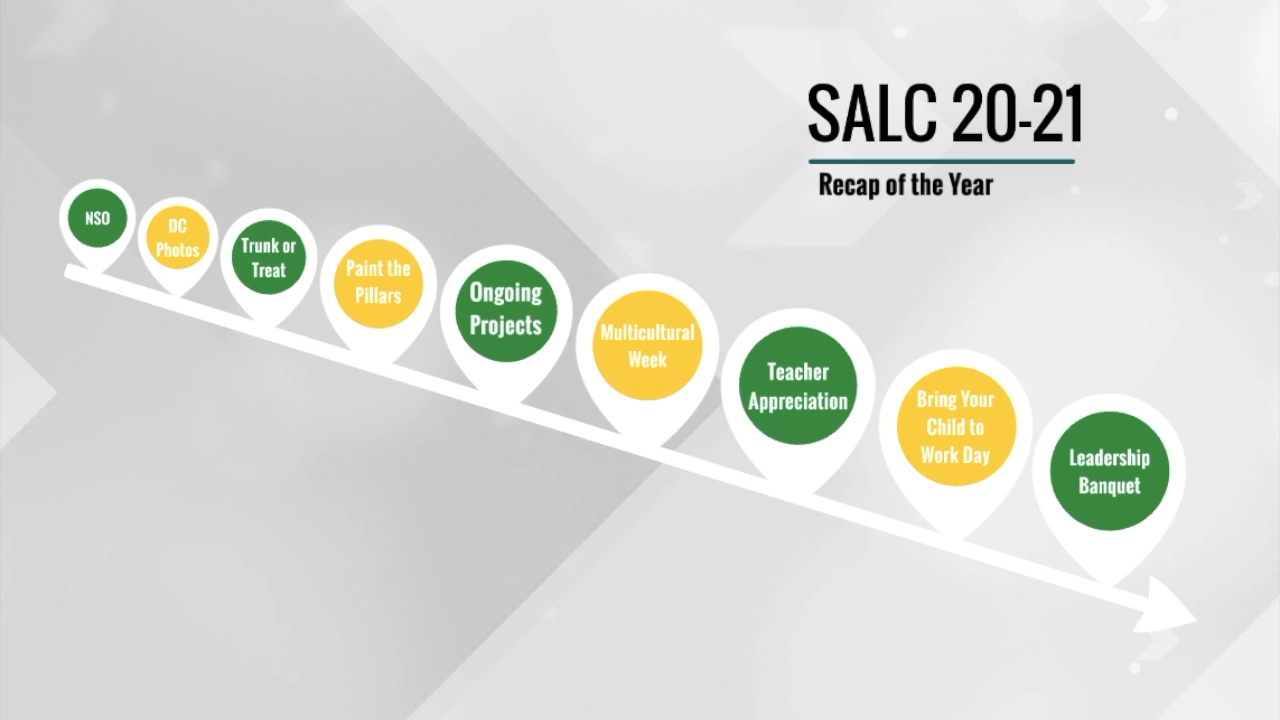 SALC 20-21
Recap of the Year
NSO
DC
Photos
Trunk or
Treat
Paint the
Pillars
Ongoing
Projects
Multicultural
Week
Teacher
Appreciation
Bring Your
Child to
Work Day
Leadership
Banquet